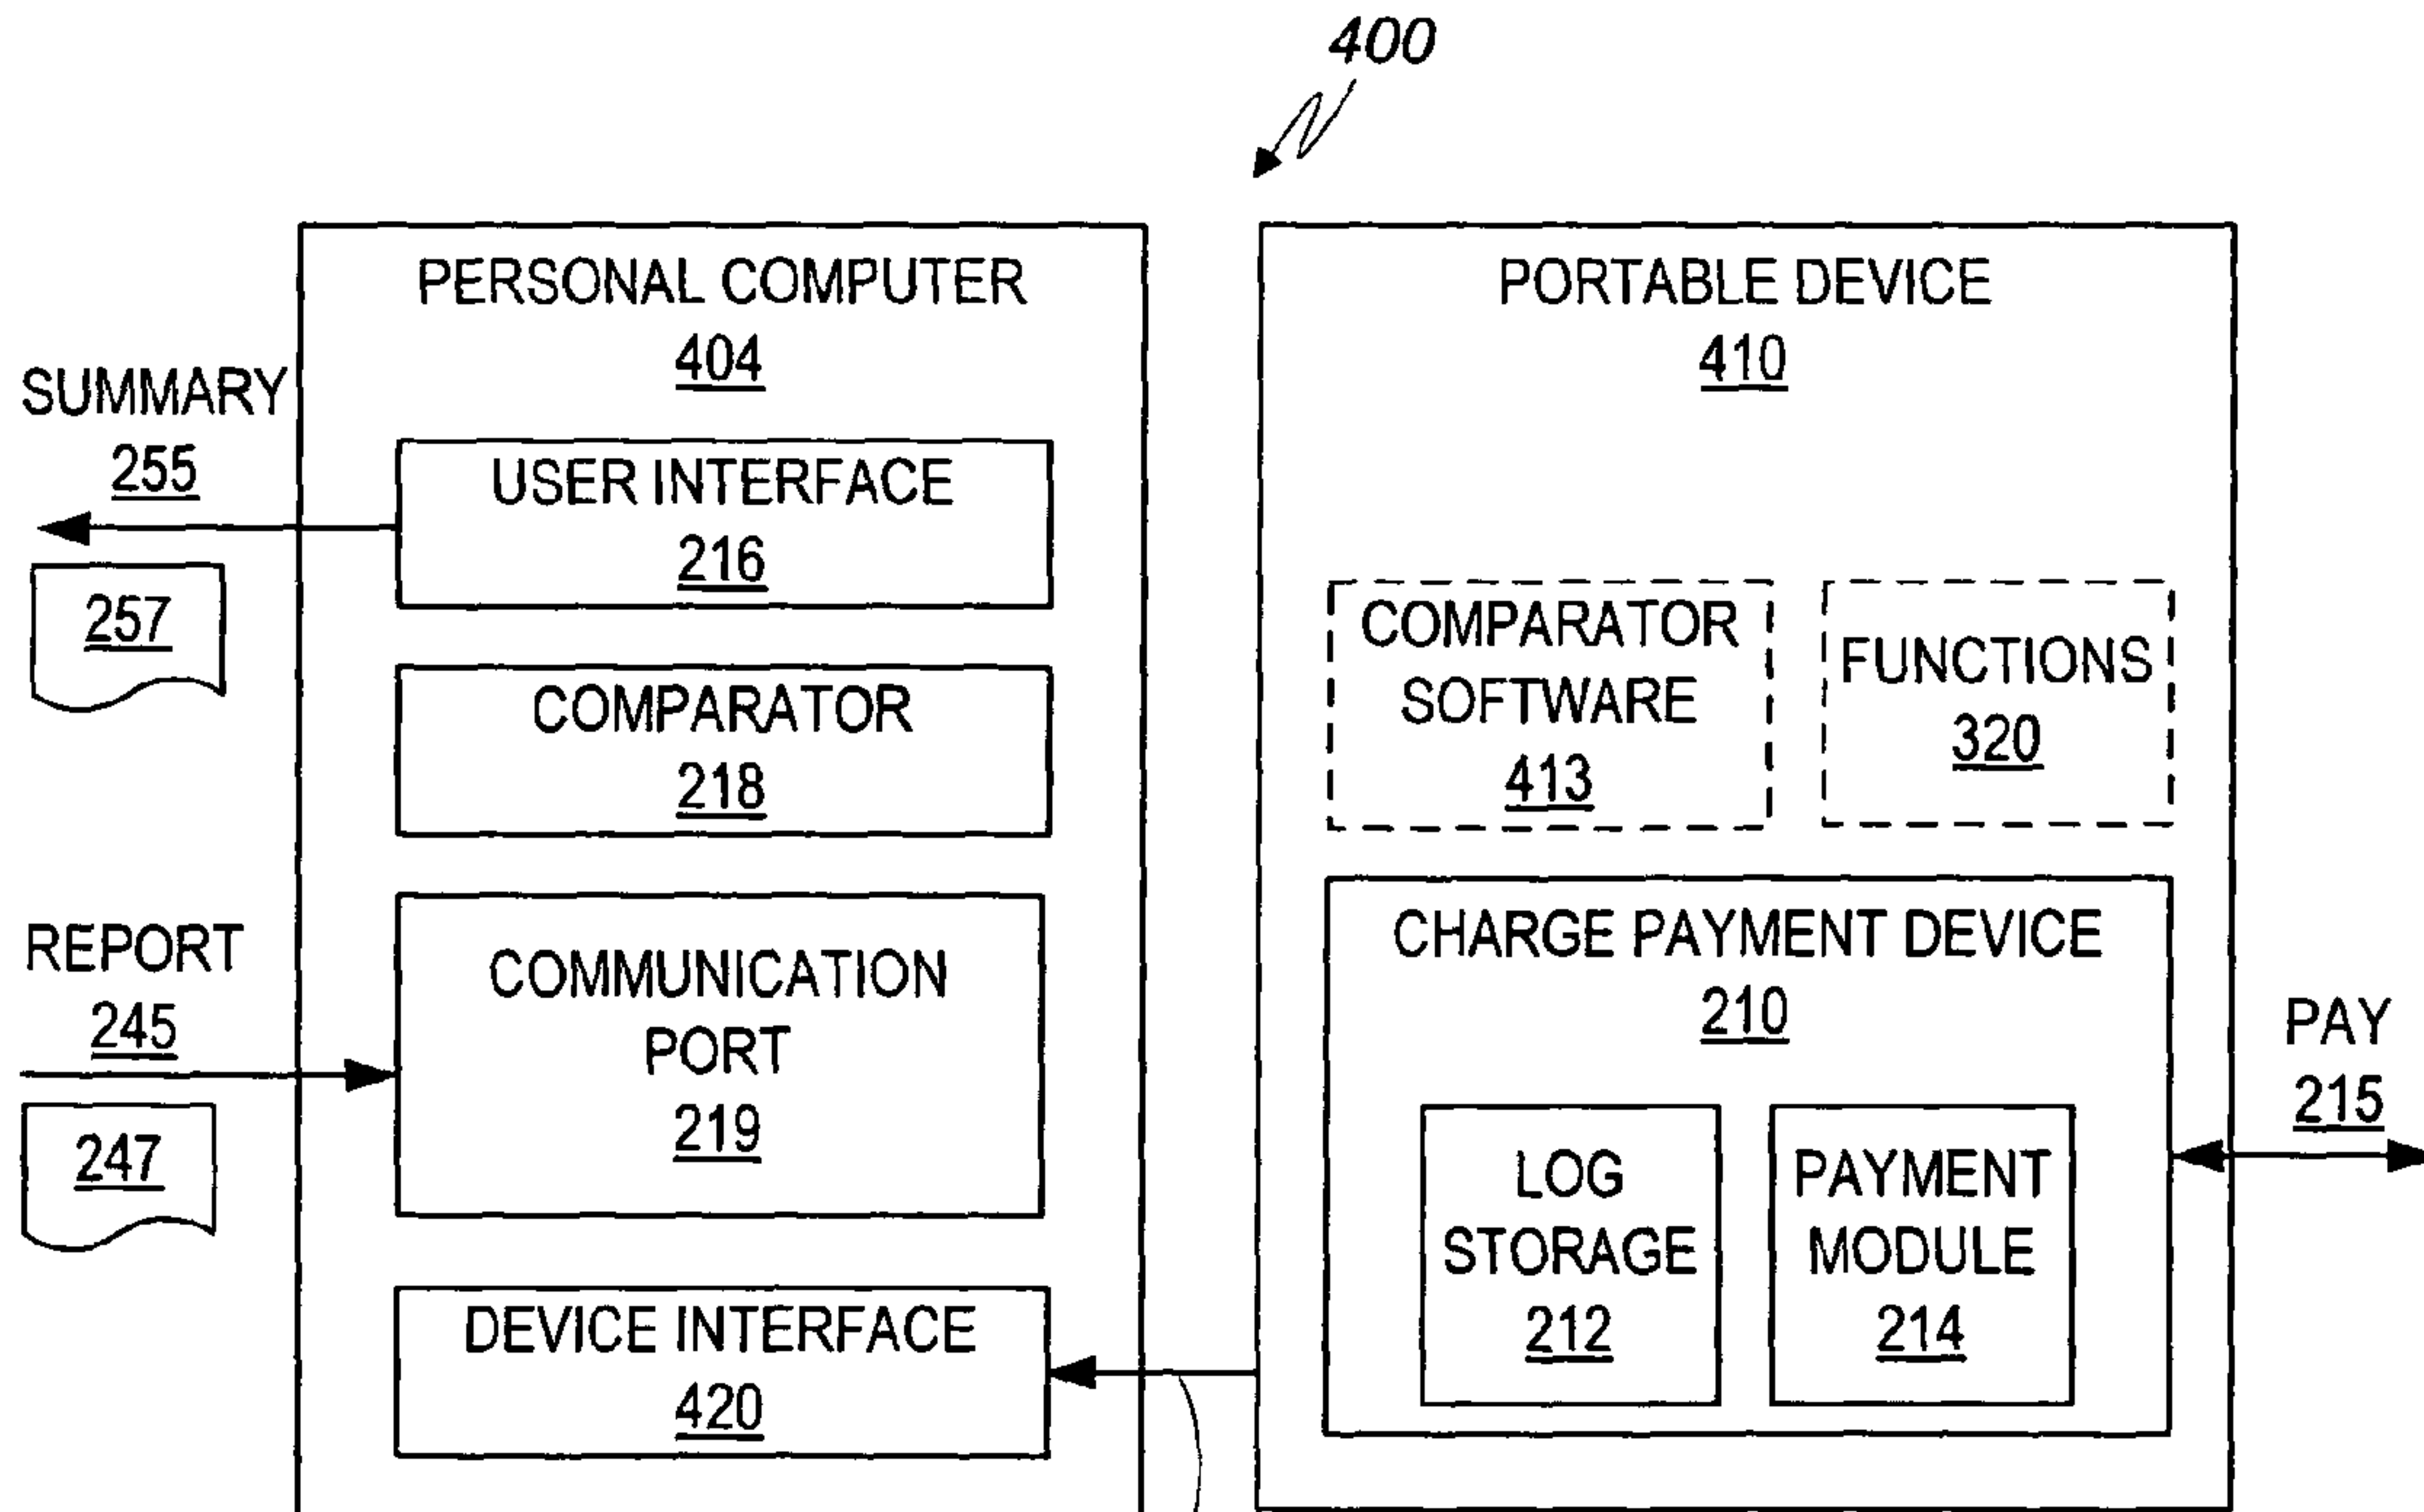 400
PERSONAL COMPUTER
404
SUMMARY
255
257
USER INTERFACE
216
COMPARATOR
218
REPORT
245
247
COMMUNICATION
PORT
219
DEVICE INTERFACE
420
PORTABLE DEVICE
410
COMPARATOR
SOFTWARE
413
FUNCTIONS
320
CHARGE PAYMENT DEVICE
210
LOG
STORAGE
212
PAYMENT
MODULE
214
PAY
215